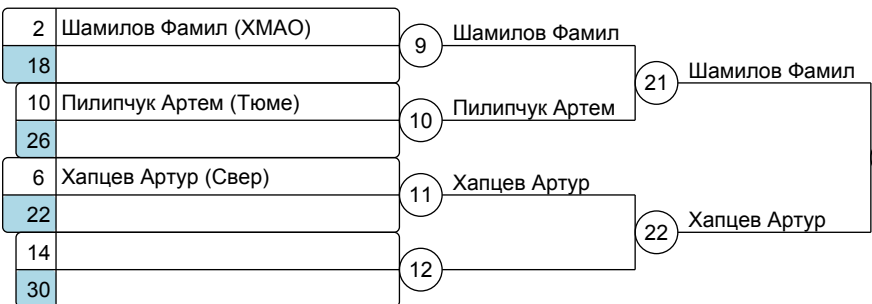 2 Шамилов Фамил (ХМАО)
18
9 Шамилов Фамил
10 Пилипчук Артем (Тюме)
26
10 Пилипчук Артем
21 Шамилов Фамил
6 Хапцев Артур (Свер)
22
11 Хапцев Артур
14
30
12
22 Хапцев Артур